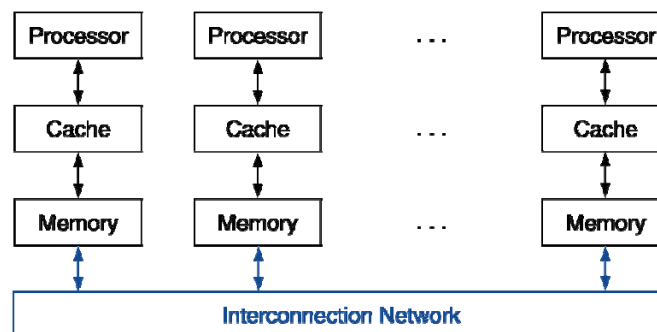 Processor Processor . . . Processor
Cache Cache . . . Cache
Memory Memory . . . Memory
Interconnection Network